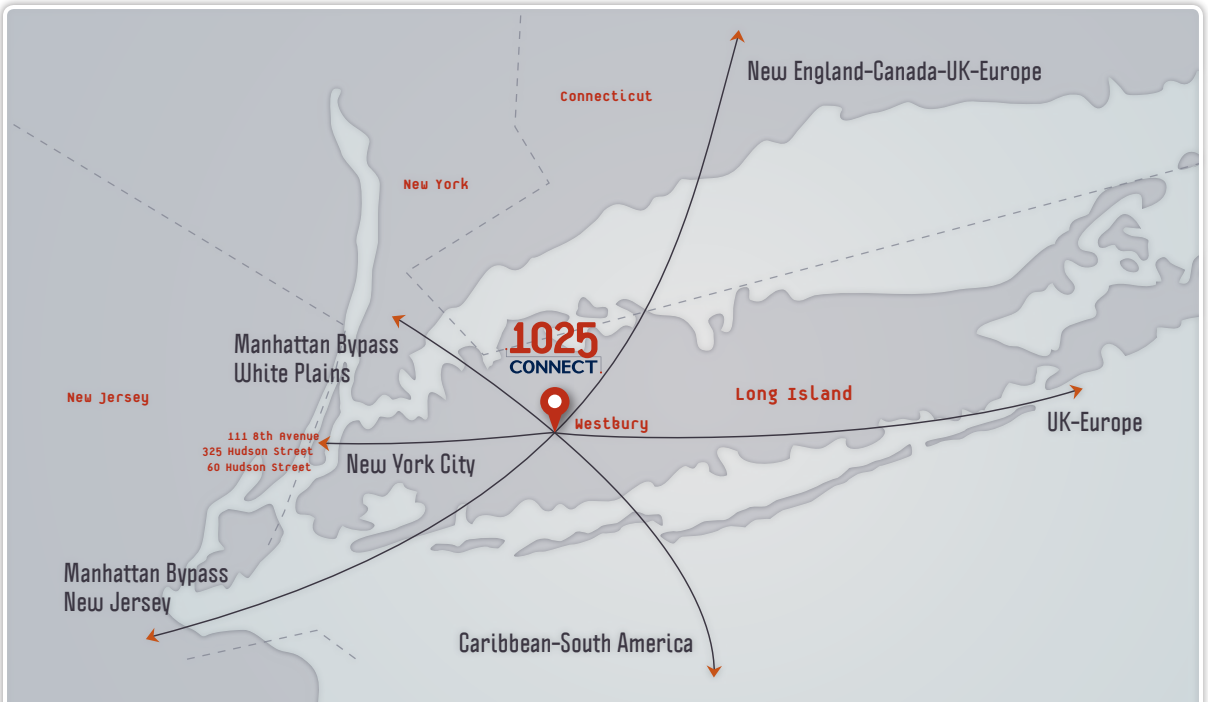 New England-Canada-UK-Europe
Connecticut
New York
1025
CONNECT
Manhattan Bypass
White Plains
New Jersey
Long Island
Westbury
UK-Europe
111 8th Avenue
325 Hudson Street
60 Hudson Street
New York City
Manhattan Bypass
New Jersey
Caribbean-South America